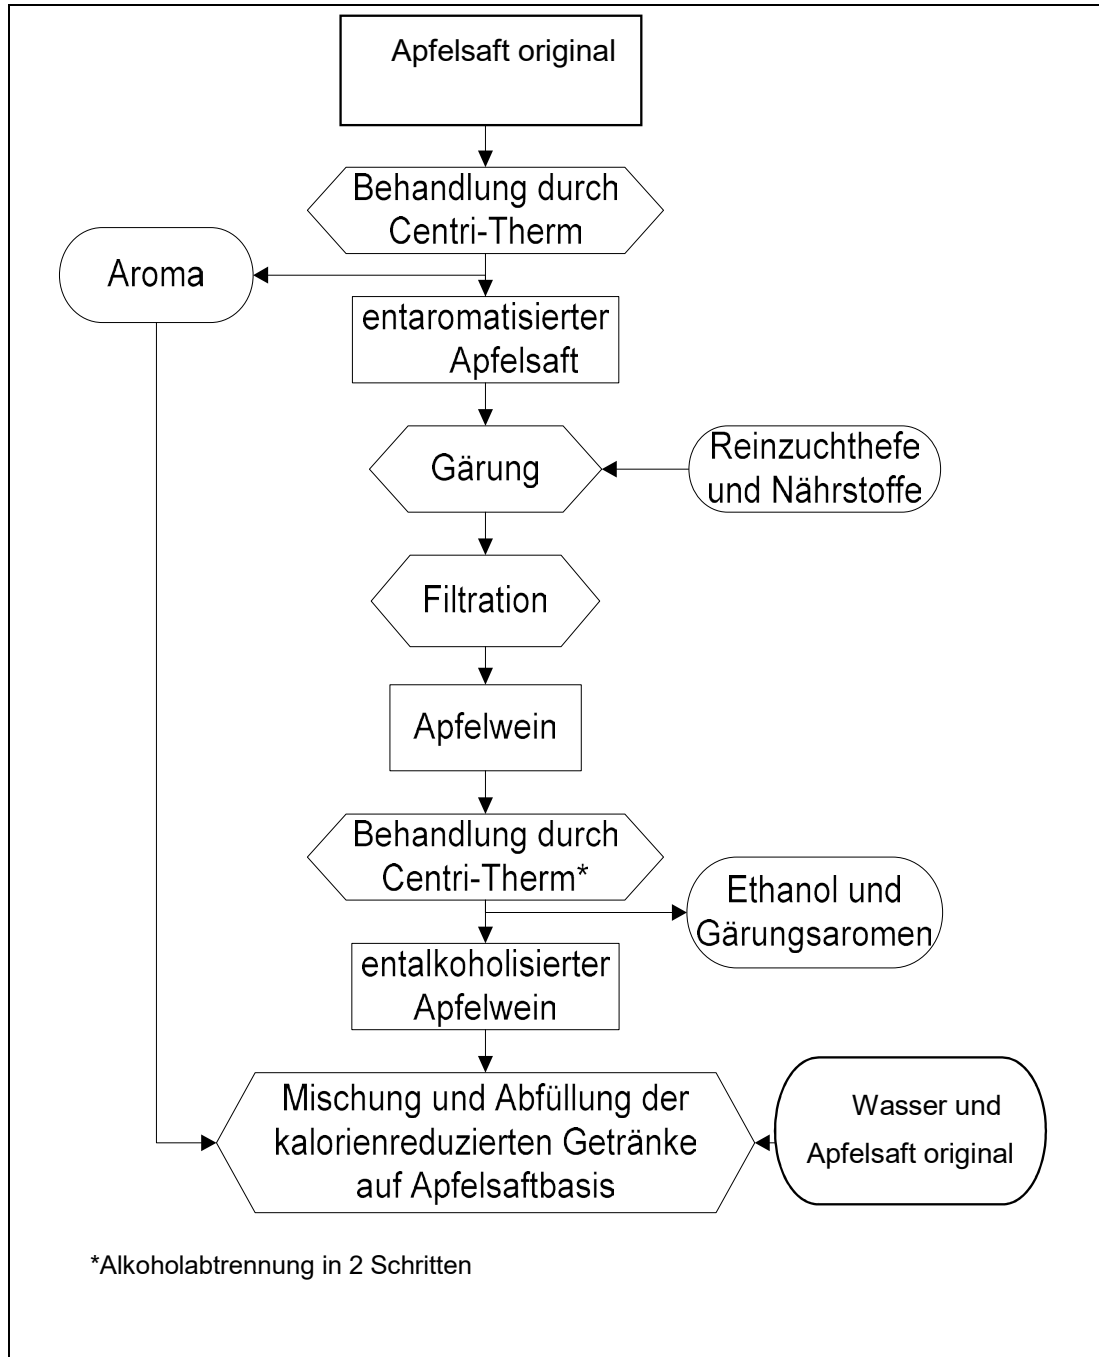 Apfelsaft original
Behandlung durch
Centri-Therm
Aroma
entaromatisierter
Apfelsaft
Gärung
Reinzuchthefe
und Nährstoffe
Filtration
Apfelwein
Behandlung durch
Centri-Therm*
Ethanol und
Gärungsaromen
entalkoholisierter
Apfelwein
Mischung und Abfüllung der
kalorienreduzierten Getränke
auf Apfelsaftbasis
Wasser und
Apfelsaft original
*Alkoholabtrennung in 2 Schritten